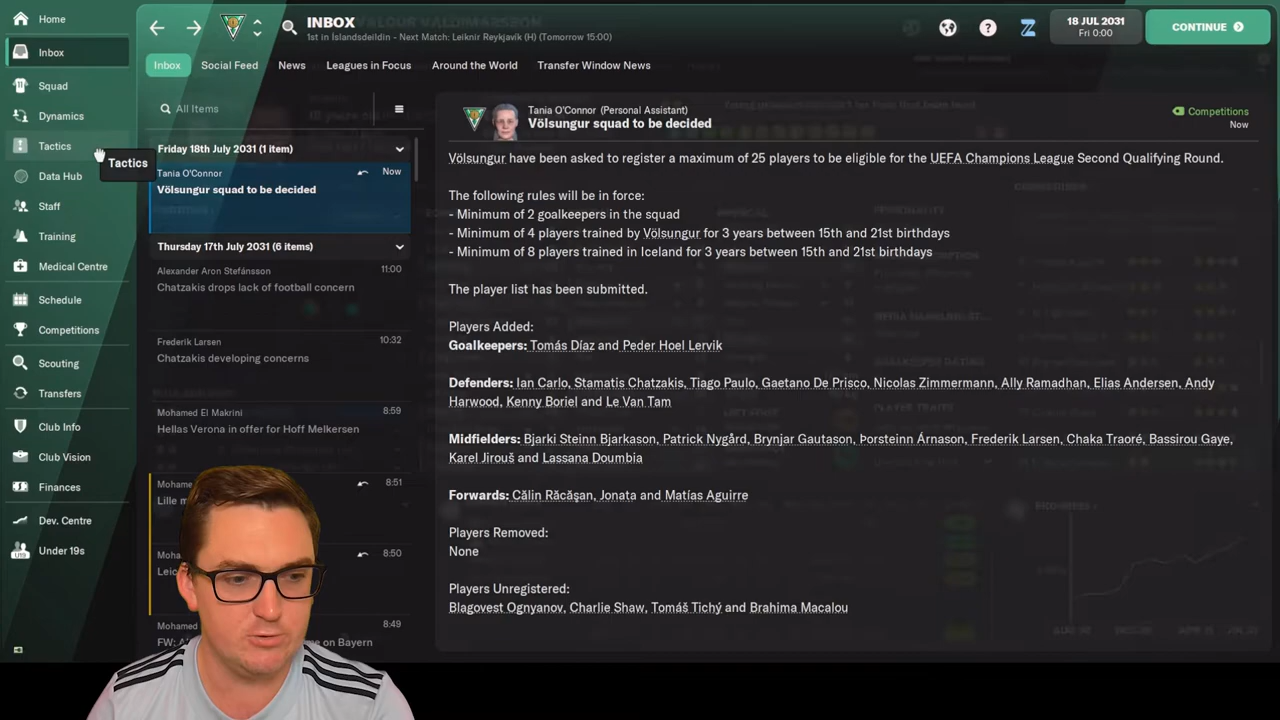 Home
Inbox
Squad
Dynamics
Tactics
Data Hub
Staff
Training
Medical Centre
Schedule
Competitions
Scouting
Transfers
Club Info
Club Vision
Finances
Dev. Centre
Under 19s
Tactics
INBOX
1st in Íslandsdeildin - Next Match: Leiknir Reykjavík (H) (Tomorrow 15:00)
18 JUL 2031
Fri 0:00
CONTINUE
Inbox
Social Feed
News
Leagues in Focus
Around the World
Transfer Window News
All Items
Friday 18th July 2031 (1 item)
Tania O'Connor
Now
Völsungur squad to be decided
Thursday 17th July 2031 (6 items)
Alexander Aron Stefánsson
11:00
Chatzakis drops lack of football concern
Frederik Larsen
10:32
Chatzakis developing concerns
Mohamed El Makrini
8:59
Hellas Verona in offer for Hoff Melkersen
8:51
Lille
8:50
8:49
on Bayern
Tania O'Connor (Personal Assistant)
Völsungur squad to be decided
Competitions
Now
Völsungur have been asked to register a maximum of 25 players to be eligible for the UEFA Champions League Second Qualifying Round.
The following rules will be in force:
- Minimum of 2 goalkeepers in the squad
- Minimum of 4 players trained by Völsungur for 3 years between 15th and 21st birthdays
- Minimum of 8 players trained in Iceland for 3 years between 15th and 21st birthdays
The player list has been submitted.
Players Added:
Goalkeepers: Tomás Díaz and Peder Hoel Lervik
Defenders: Ian Carlo, Stamatis Chatzakis, Tiago Paulo, Gaetano De Prisco, Nicolas Zimmermann, Ally Ramadhan, Elias Andersen, Andy
Harwood, Kenny Boriel and Le Van Tam
Midfielders: Bjarki Steinn Bjarkason, Patrick Nygård, Brynjar Gautason, Þorsteinn Árnason, Frederik Larsen, Chaka Traoré, Bassirou Gaye,
Karel Jirouš and Lassana Doumbia
Forwards: Călin Răcășan, Jonata and Matías Aguirre
Players Removed:
None
Players Unregistered:
Blagovest Ognyanov, Charlie Shaw, Tomáš Tichý and Brahima Macalou